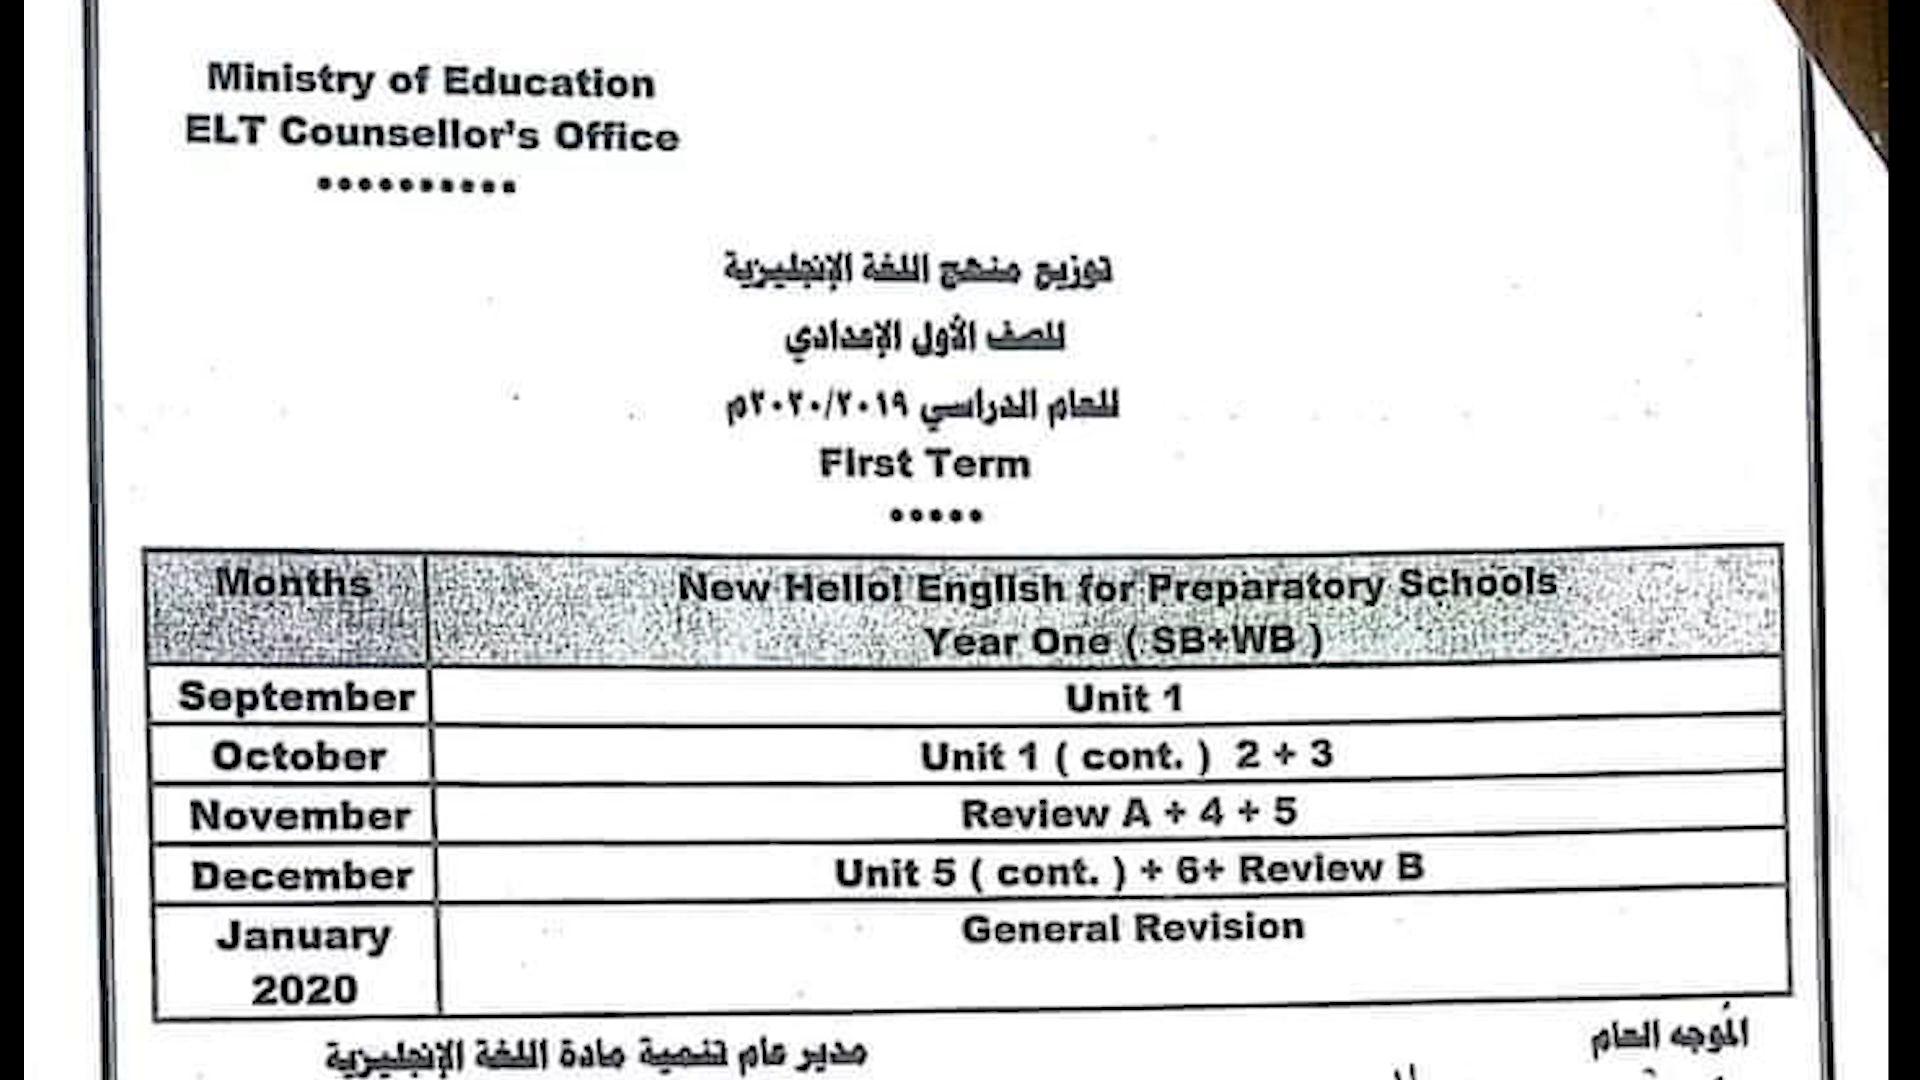 Ministry of Education
ELT Counsellor's Office
••••••••••
توزيع منهج اللغة الإنجليزية
للصف الأول الإعدادي
للعام الدراسي ٢٠٢٠/٢٠١٩م
First Term
•••••
Months
New Hello! English for Preparatory Schools
Year One ( SB+WB )
September
Unit 1
October
Unit 1 ( cont. ) 2 + 3
November
Review A + 4 + 5
December
Unit 5 ( cont. ) + 6+ Review B
January
2020
General Revision
الموجه العام
مدير عام تنمية مادة اللغة الإنجليزية